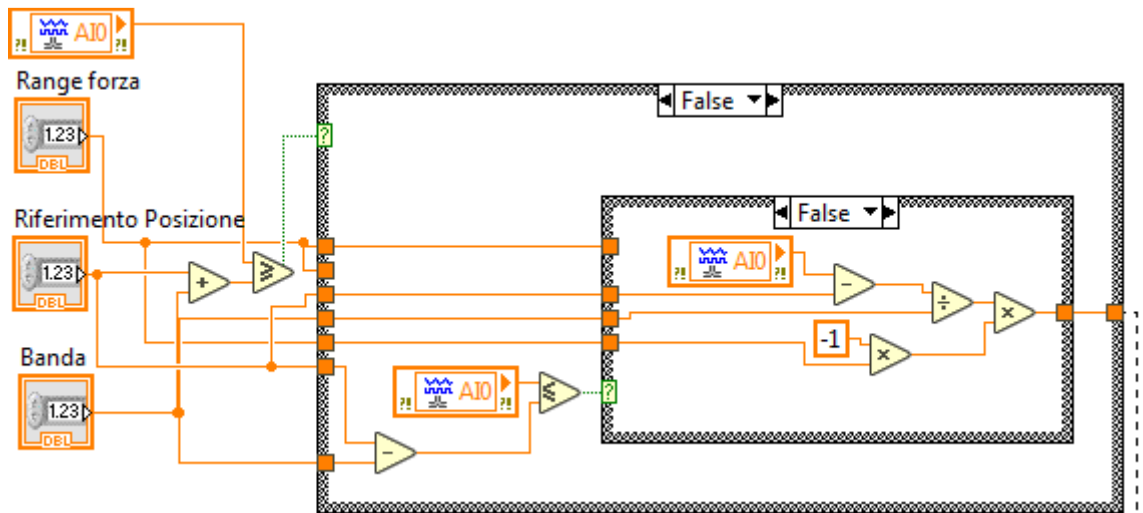 AI0
?! ?!
Range forza
1.23
DBL
False
?
Riferimento Posizione
1.23
DBL
False
AI0
?! ?!
+
≥
-
÷
×
-1
×
Banda
1.23
DBL
AI0
?! ?!
≤
?
-